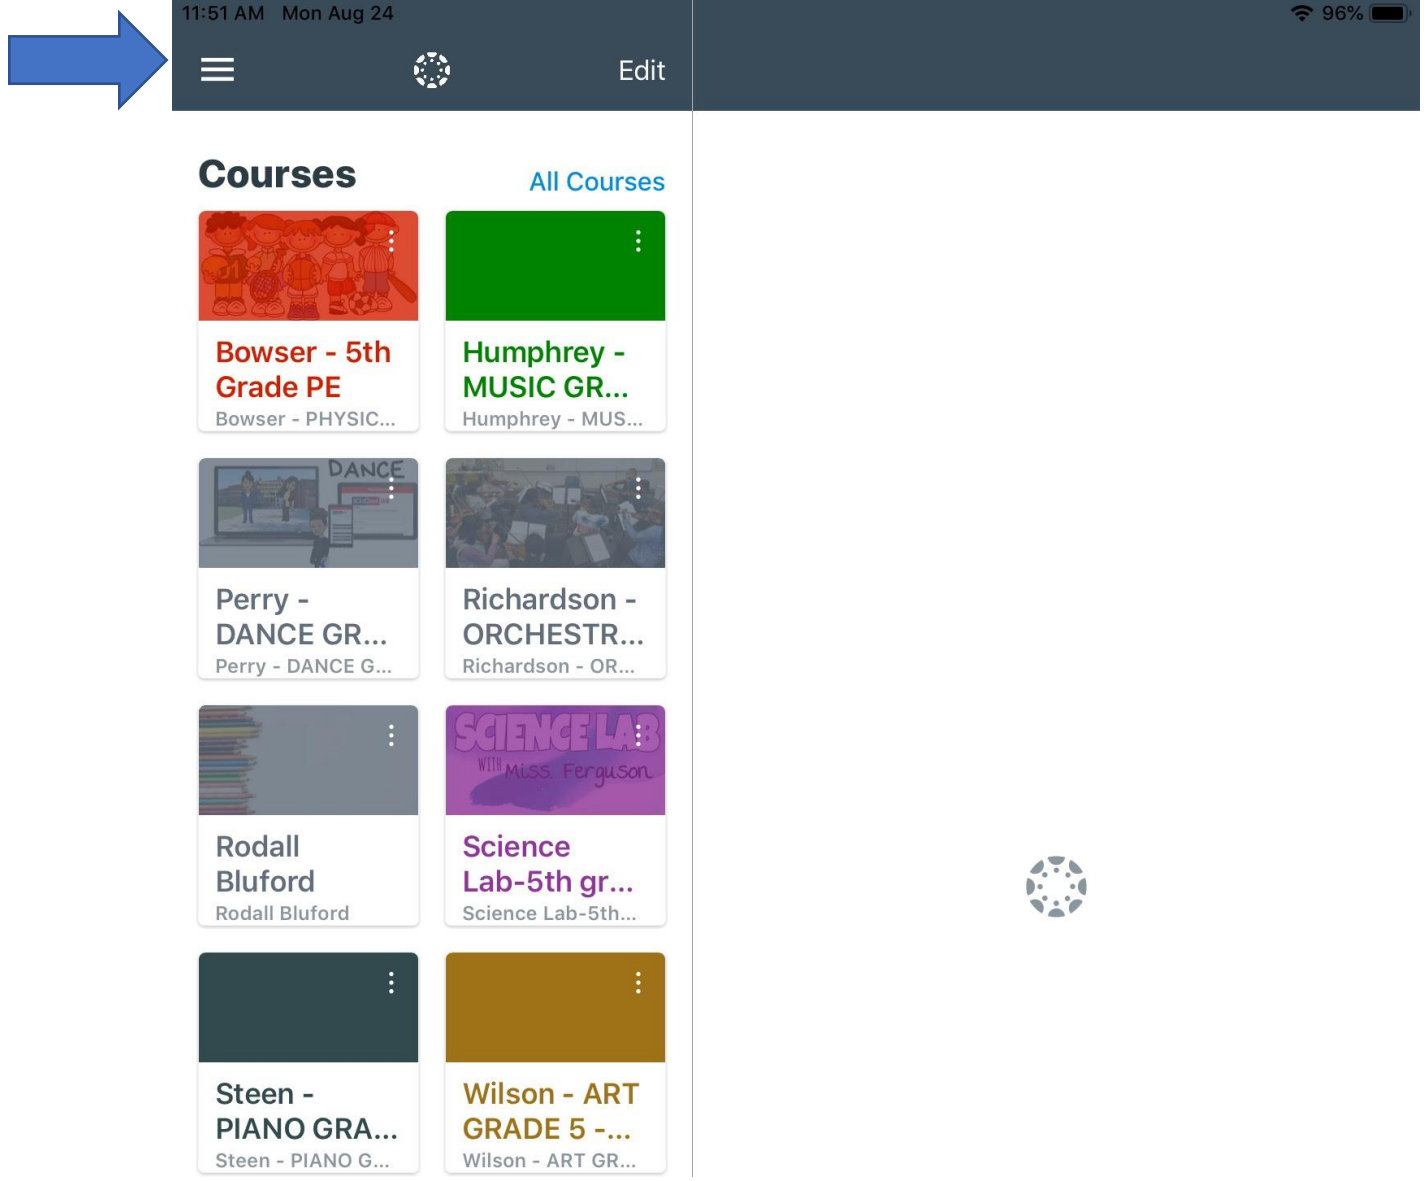 11:51 AM Mon Aug 24
96%
Edit
Courses
All Courses
01
Bowser - 5th
Grade PE
Bowser - PHYSIC...
Humphrey -
MUSIC GR...
Humphrey - MUS...
DANCE
Perry -
DANCE GR...
Perry - DANCE G...
Richardson -
ORCHESTR...
Richardson - OR...
Rodall
Bluford
Rodall Bluford
SCIENCE LAB
WITH Miss. Ferguson
Science
Lab-5th gr...
Science Lab-5th...
Steen -
PIANO GRA...
Steen - PIANO G...
Wilson - ART
GRADE 5 -...
Wilson - ART GR...